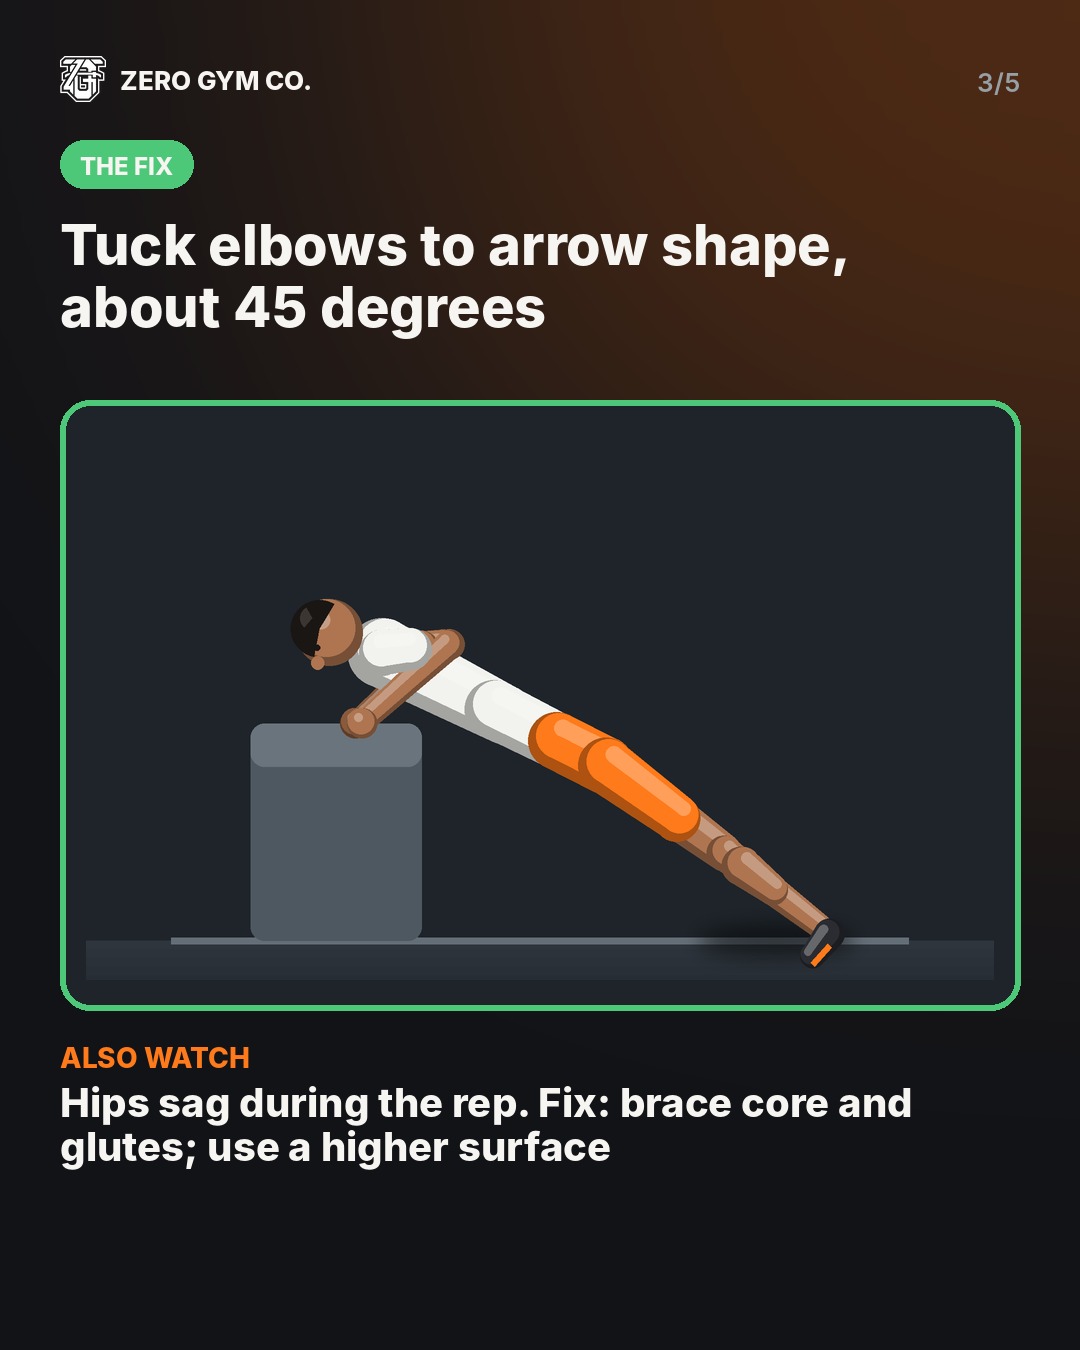 ZERO GYM CO.
3/5
THE FIX
Tuck elbows to arrow shape,
about 45 degrees
ALSO WATCH
Hips sag during the rep. Fix: brace core and
glutes; use a higher surface